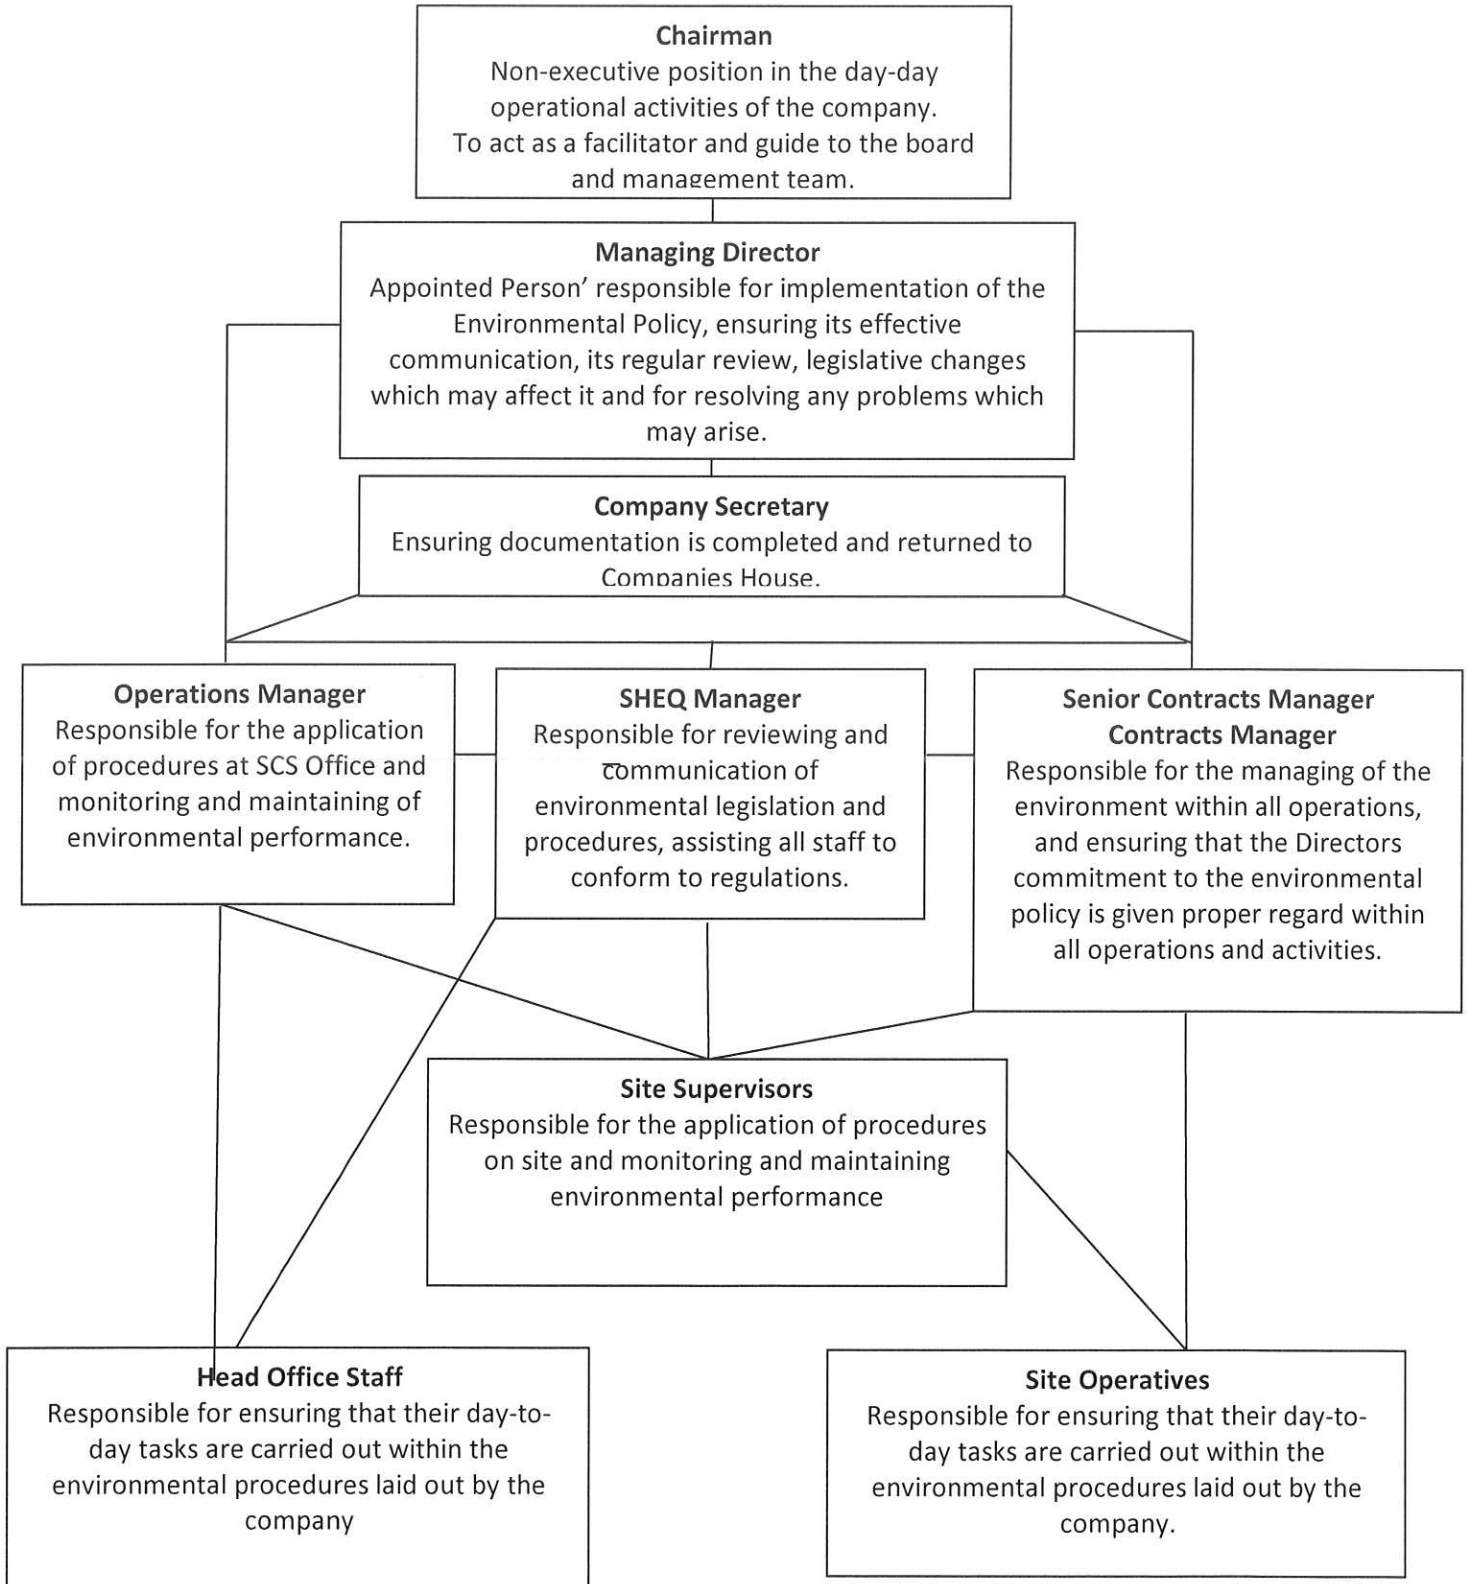 Chairman
Non-executive position in the day-day
operational activities of the company.
To act as a facilitator and guide to the board
and management team.
Managing Director
Appointed Person’ responsible for implementation of the
Environmental Policy, ensuring its effective
communication, its regular review, legislative changes
which may affect it and for resolving any problems which
may arise.
Company Secretary
Ensuring documentation is completed and returned to
Companies House.
Operations Manager
Responsible for the application
of procedures at SCS Office and
monitoring and maintaining of
environmental performance.
SHEQ Manager
Responsible for reviewing and
communication of
environmental legislation and
procedures, assisting all staff to
conform to regulations.
Senior Contracts Manager
Contracts Manager
Responsible for the managing of the
environment within all operations,
and ensuring that the Directors
commitment to the environmental
policy is given proper regard within
all operations and activities.
Site Supervisors
Responsible for the application of procedures
on site and monitoring and maintaining
environmental performance
Head Office Staff
Responsible for ensuring that their day-to-
day tasks are carried out within the
environmental procedures laid out by the
company
Site Operatives
Responsible for ensuring that their day-to-
day tasks are carried out within the
environmental procedures laid out by the
company.